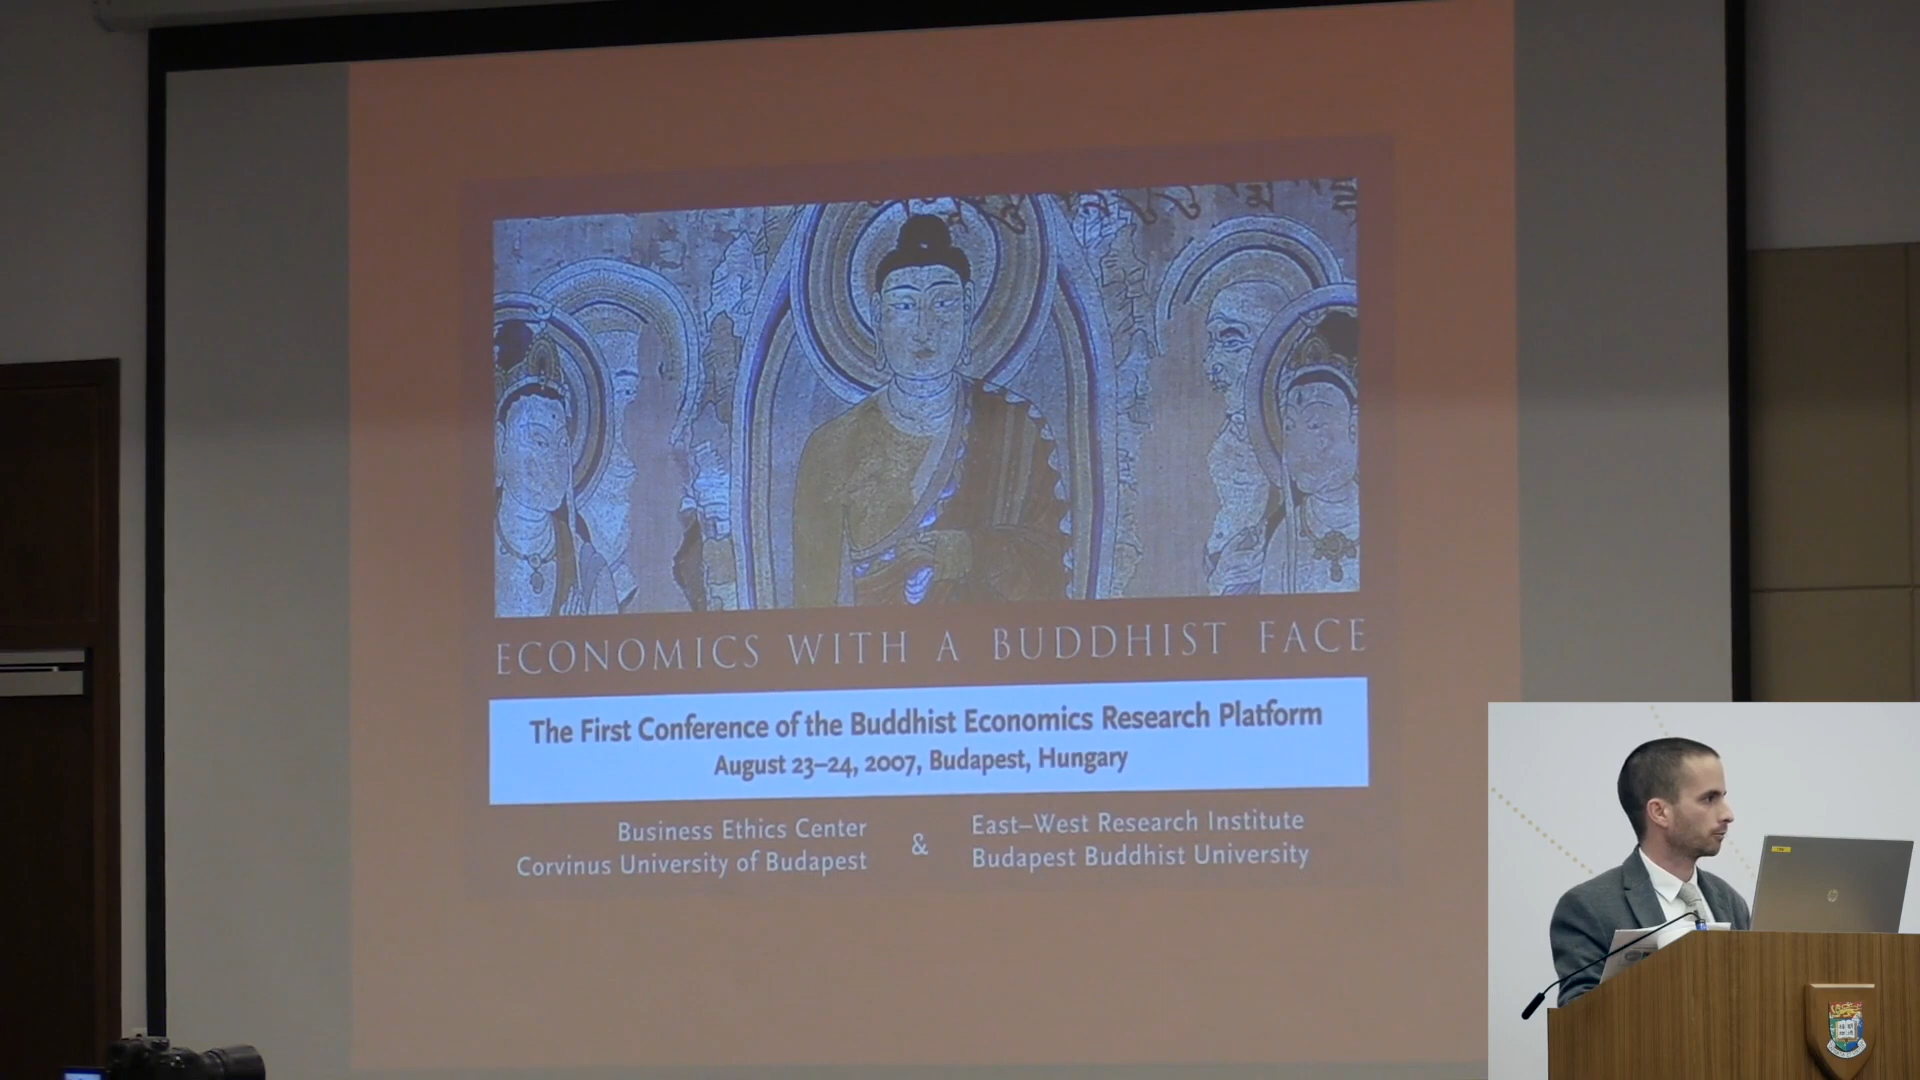 ECONOMICS WITH A BUDDHIST FACE
The First Conference of the Buddhist Economics Research Platform
August 23–24, 2007, Budapest, Hungary
Business Ethics Center
Corvinus University of Budapest
&
East–West Research Institute
Budapest Buddhist University
hp